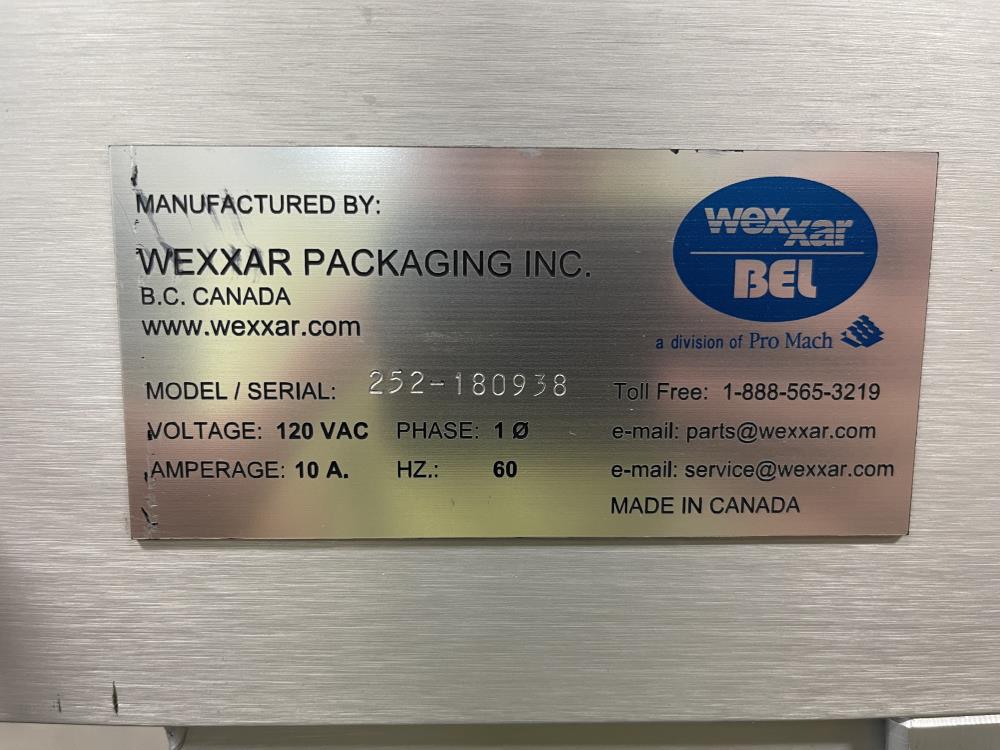 MANUFACTURED BY:
WEXXAR PACKAGING INC.
B.C. CANADA
www.wexxar.com
wexxar
BEL
a division of Pro Mach
MODEL / SERIAL: 252-180938
VOLTAGE: 120 VAC PHASE: 1 Ø
AMPERAGE: 10 A. HZ.: 60
Toll Free: 1-888-565-3219
e-mail: parts@wexxar.com
e-mail: service@wexxar.com
MADE IN CANADA